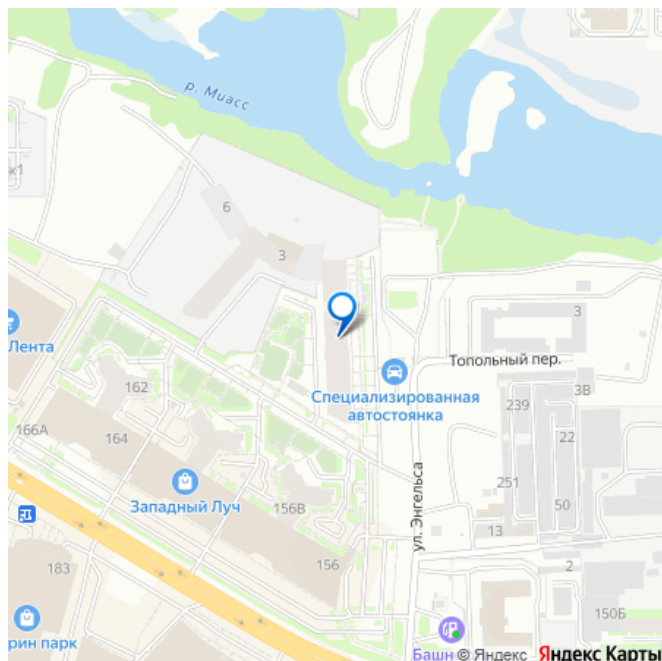 р. Миасс
к1
6
3
3
Лента
Топольный пер.
162
Специализированная
автостоянка
3В
239
166А
164
22
ул. Энгельса
251
Западный Луч
156В
50
13
156
2
183
150Б
рин парк
Башн
© Яндекс
Яндекс Карты